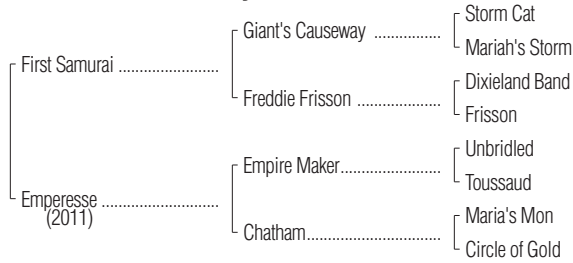 Storm Cat
Giant's Causeway ................
Mariah's Storm
First Samurai ........................
Dixieland Band
Freddie Frisson ....................
Frisson
Unbridled
Empire Maker........................
Toussaud
Emperesse ............................
(2011)
Maria's Mon
Chatham................................
Circle of Gold